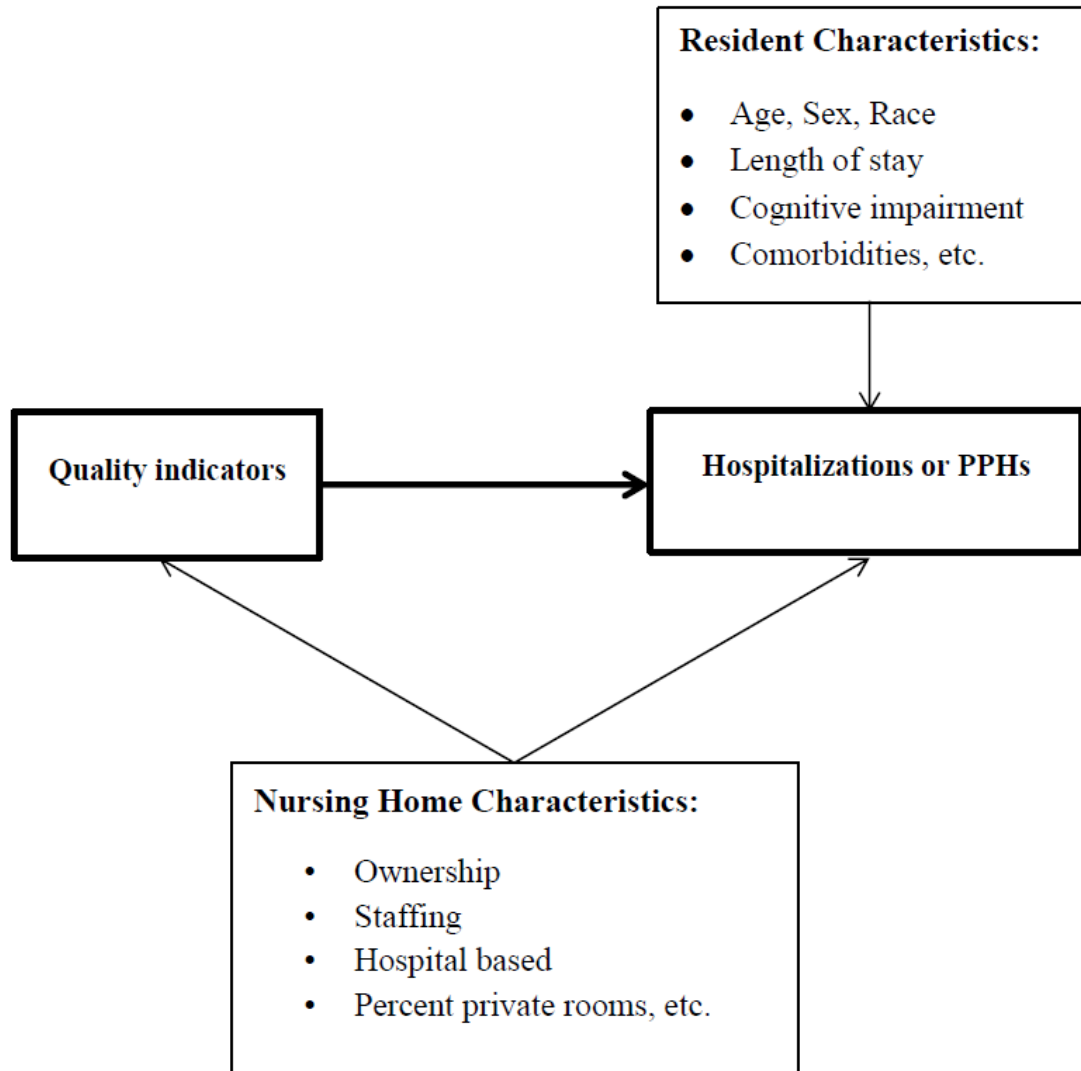 Resident Characteristics:
• Age, Sex, Race
• Length of stay
• Cognitive impairment
• Comorbidities, etc.
Quality indicators
Hospitalizations or PPHs
Nursing Home Characteristics:
• Ownership
• Staffing
• Hospital based
• Percent private rooms, etc.